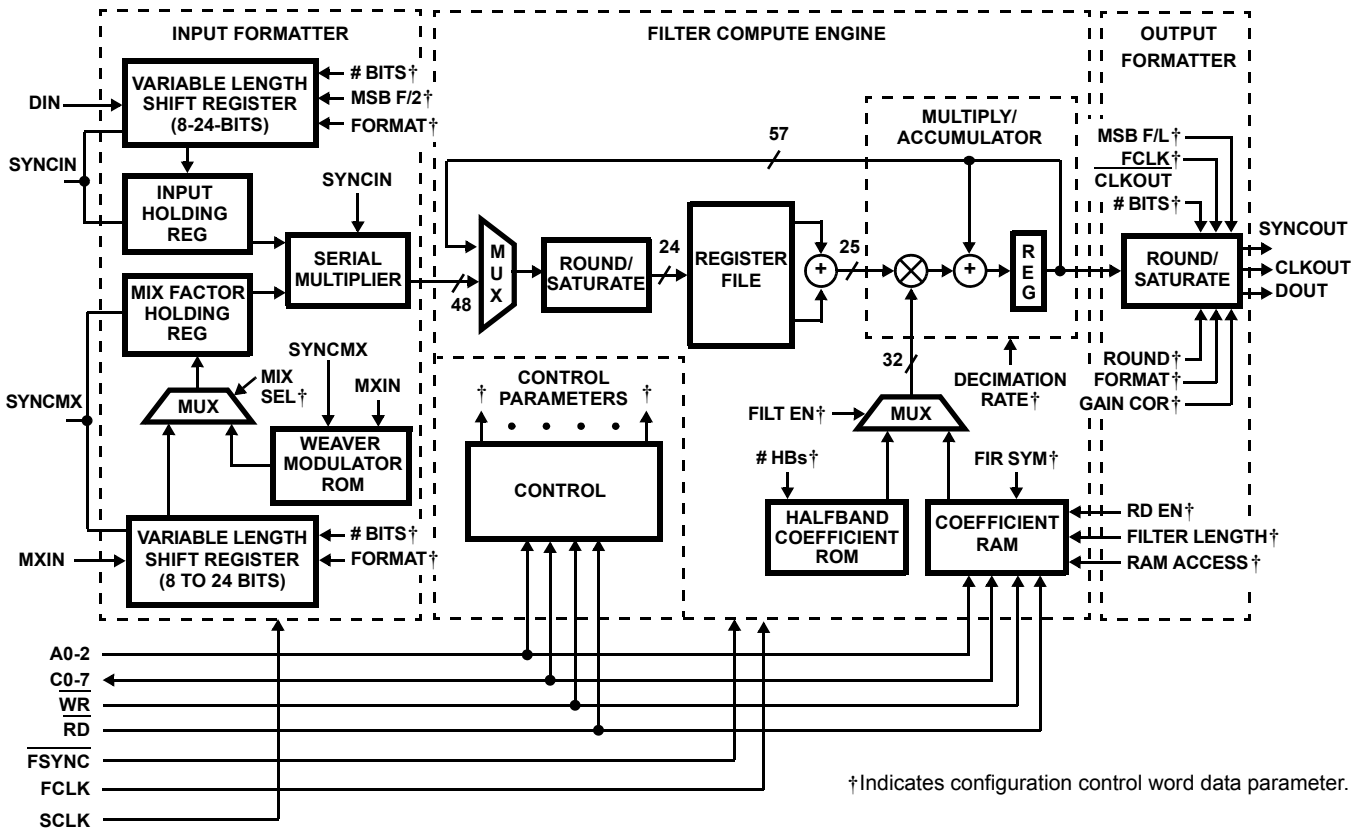 INPUT FORMATTER
VARIABLE LENGTH
SHIFT REGISTER
(8-24-BITS)
# BITS†
MSB F/2†
FORMAT†
DIN
SYNCIN
INPUT
HOLDING
REG
SYNCIN
SERIAL
MULTIPLIER
MIX FACTOR
HOLDING
REG
SYNCMX
MUX
MIX
SEL†
SYNCMX
MXIN
WEAVER
MODULATOR
ROM
VARIABLE LENGTH
SHIFT REGISTER
(8 TO 24 BITS)
# BITS†
FORMAT†
MXIN
FILTER COMPUTE ENGINE
57
48
MUX
ROUND/
SATURATE
24
REGISTER
FILE
+
25
MULTIPLY/
ACCUMULATOR
+
REG
32
DECIMATION
RATE†
FILT EN†
MUX
# HBs†
HALFBAND
COEFFICIENT
ROM
FIR SYM†
COEFFICIENT
RAM
RD EN†
FILTER LENGTH†
RAM ACCESS†
CONTROL
PARAMETERS
†
†
• • • •
CONTROL
OUTPUT
FORMATTER
MSB F/L†
FCLK†
CLKOUT
# BITS†
ROUND/
SATURATE
SYNCOUT
CLKOUT
DOUT
ROUND†
FORMAT†
GAIN COR†
A0-2
C0-7
WR
RD
FSYNC
FCLK
SCLK
†Indicates configuration control word data parameter.